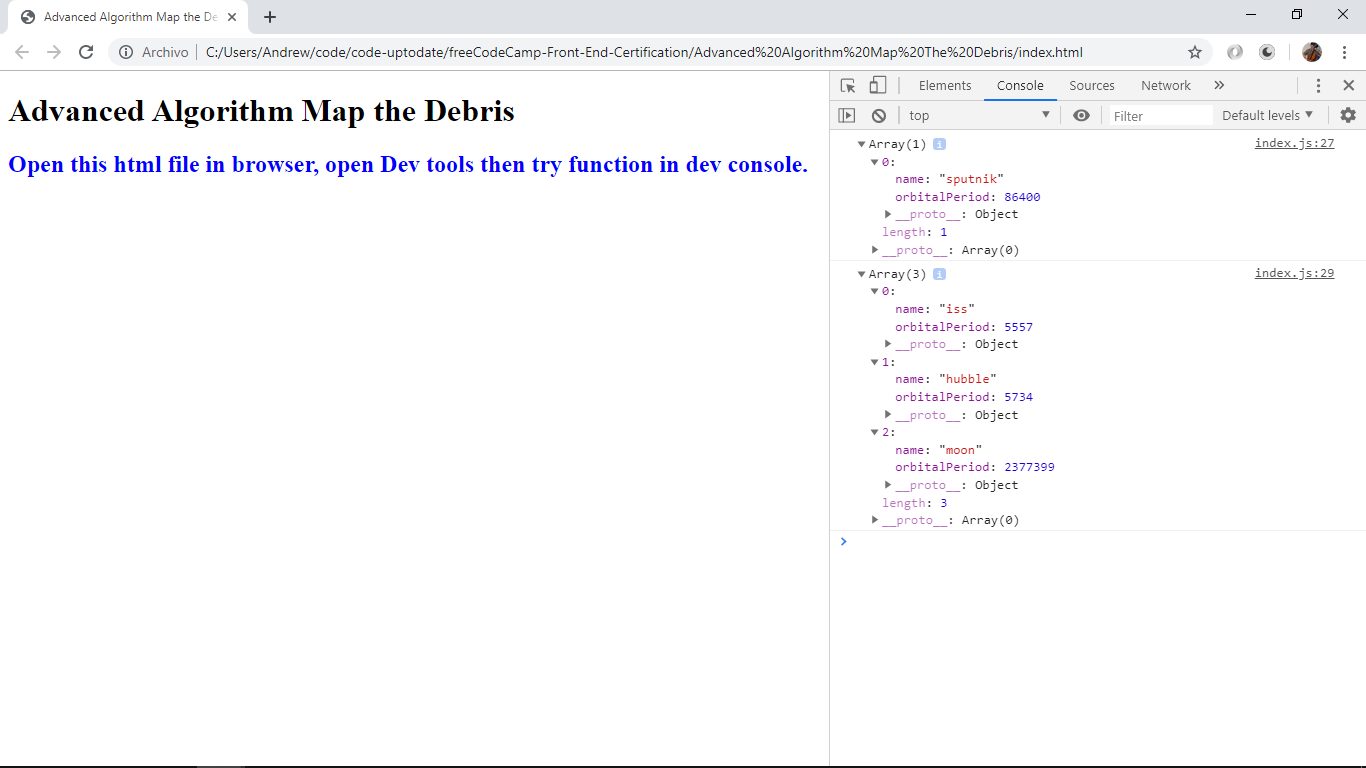 Advanced Algorithm Map the De
Archivo
C:/Users/Andrew/code/code-uptodate/freeCodeCamp-Front-End-Certification/Advanced%20Algorithm%20Map%20The%20Debris/index.html
Advanced Algorithm Map the Debris
Open this html file in browser, open Dev tools then try function in dev console.
Elements Console Sources Network »
top Filter Default levels
Array(1) i index.js:27
0:
name: "sputnik"
orbitalPeriod: 86400
__proto__: Object
length: 1
__proto__: Array(0)
Array(3) i index.js:29
0:
name: "iss"
orbitalPeriod: 5557
__proto__: Object
1:
name: "hubble"
orbitalPeriod: 5734
__proto__: Object
2:
name: "moon"
orbitalPeriod: 2377399
__proto__: Object
length: 3
__proto__: Array(0)